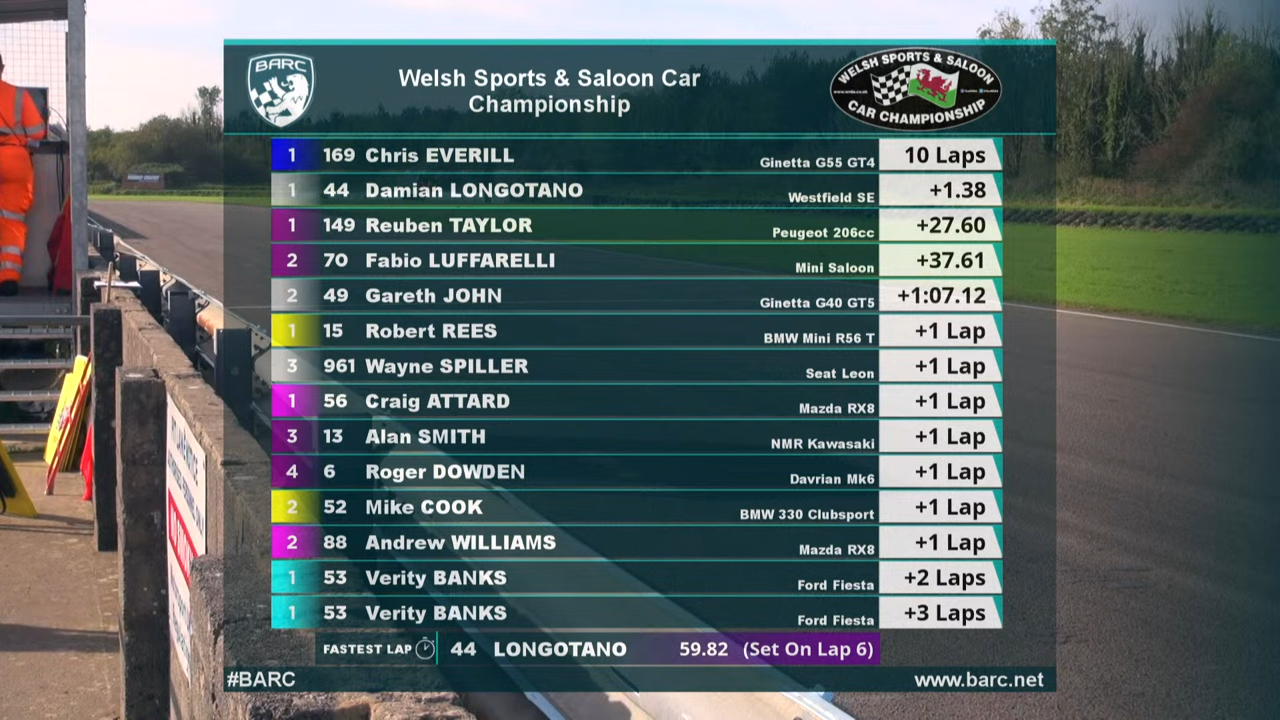 BARC
Welsh Sports & Saloon Car
Championship
WELSH SPORTS & SALOON
CAR CHAMPIONSHIP
1 169 Chris EVERILL Ginetta G55 GT4 10 Laps
1 44 Damian LONGOTANO Westfield SE +1.38
1 149 Reuben TAYLOR Peugeot 206cc +27.60
2 70 Fabio LUFFARELLI Mini Saloon +37.61
2 49 Gareth JOHN Ginetta G40 GT5 +1:07.12
1 15 Robert REES BMW Mini R56 T +1 Lap
3 961 Wayne SPILLER Seat Leon +1 Lap
1 56 Craig ATTARD Mazda RX8 +1 Lap
3 13 Alan SMITH NMR Kawasaki +1 Lap
4 6 Roger DOWDEN Davrian Mk6 +1 Lap
2 52 Mike COOK BMW 330 Clubsport +1 Lap
2 88 Andrew WILLIAMS Mazda RX8 +1 Lap
1 53 Verity BANKS Ford Fiesta +2 Laps
1 53 Verity BANKS Ford Fiesta +3 Laps
FASTEST LAP 44 LONGOTANO 59.82 (Set On Lap 6)
#BARC www.barc.net